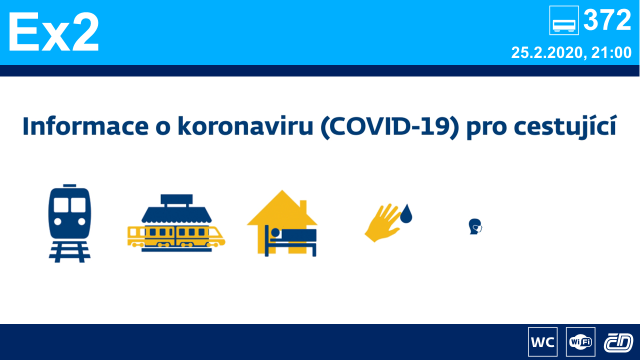 Ex2
372
25.2.2020, 21:00
Informace o koronaviru (COVID-19) pro cestující
WC
WiFi
ČD